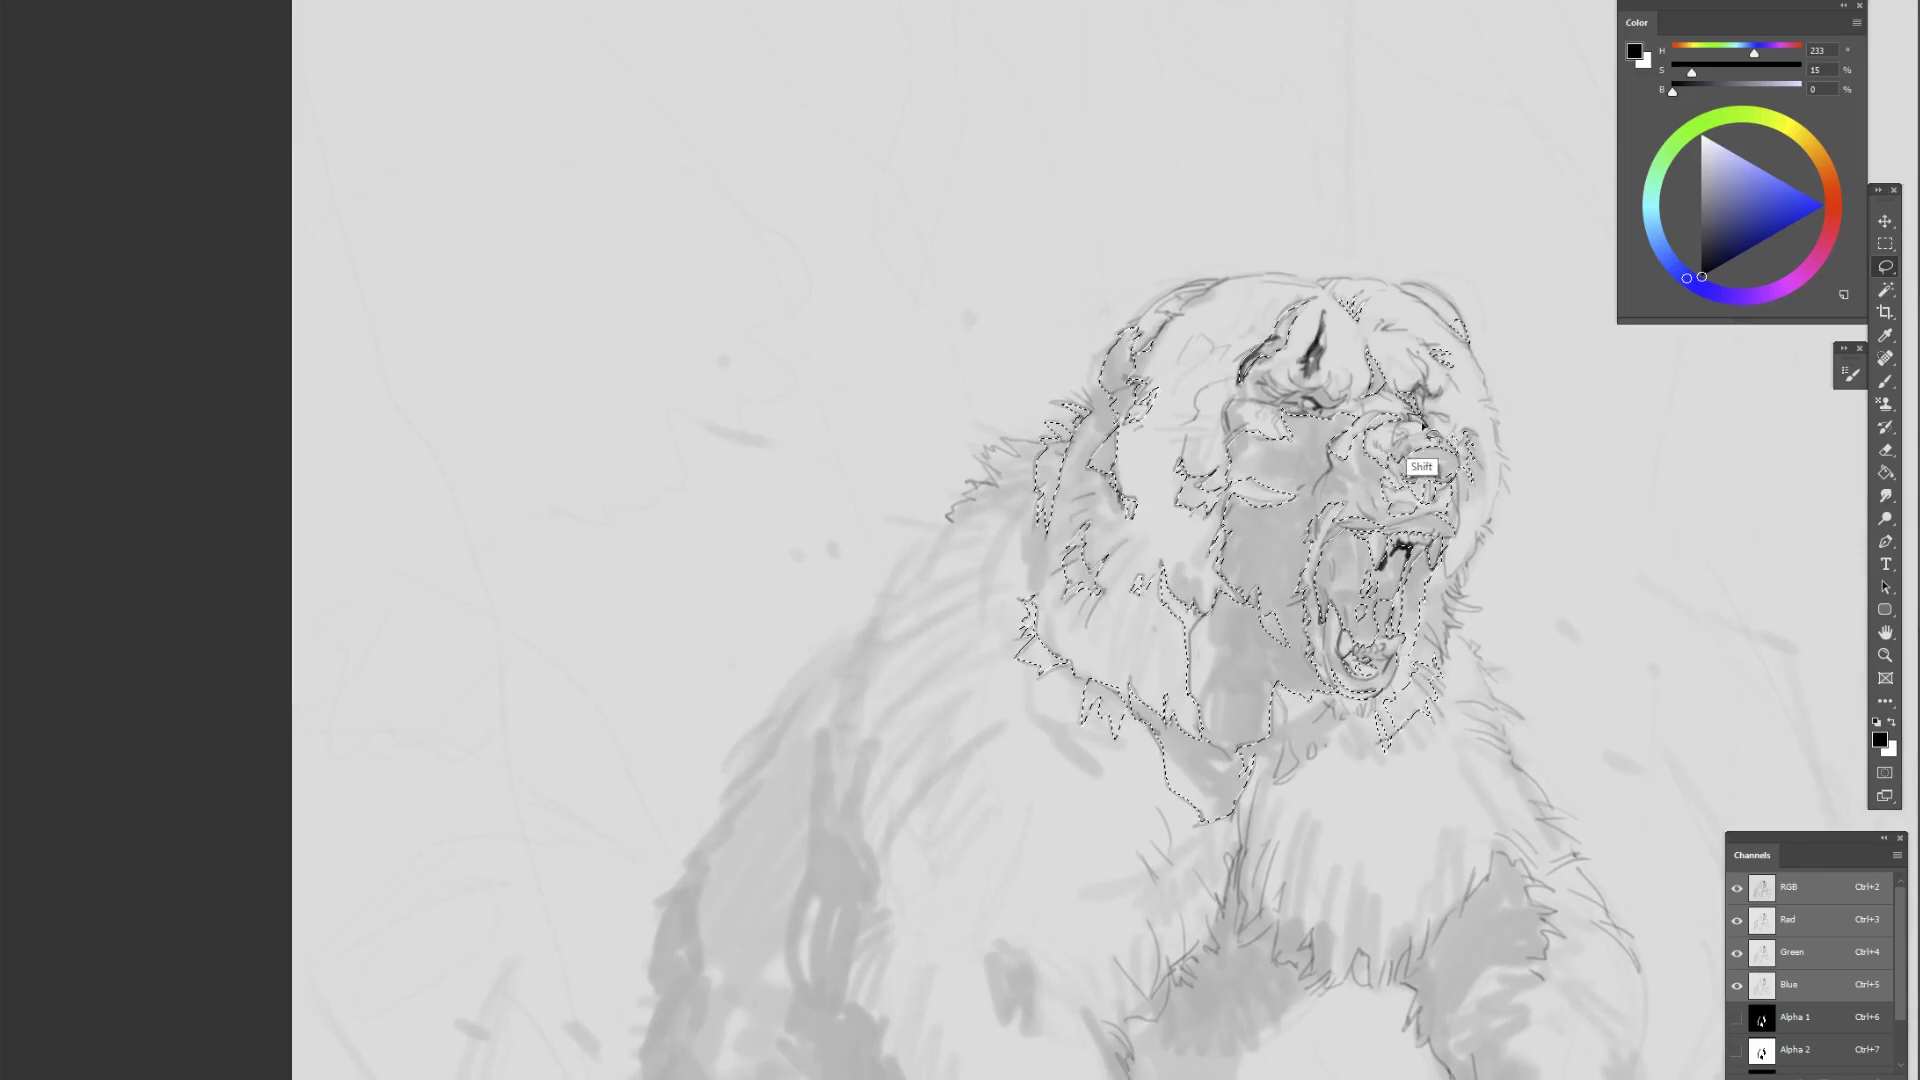 Color
H 233 °
S 15 %
B 0 %
Shift
T
Channels
RGB Ctrl+2
Red Ctrl+3
Green Ctrl+4
Blue Ctrl+5
Alpha 1 Ctrl+6
Alpha 2 Ctrl+7